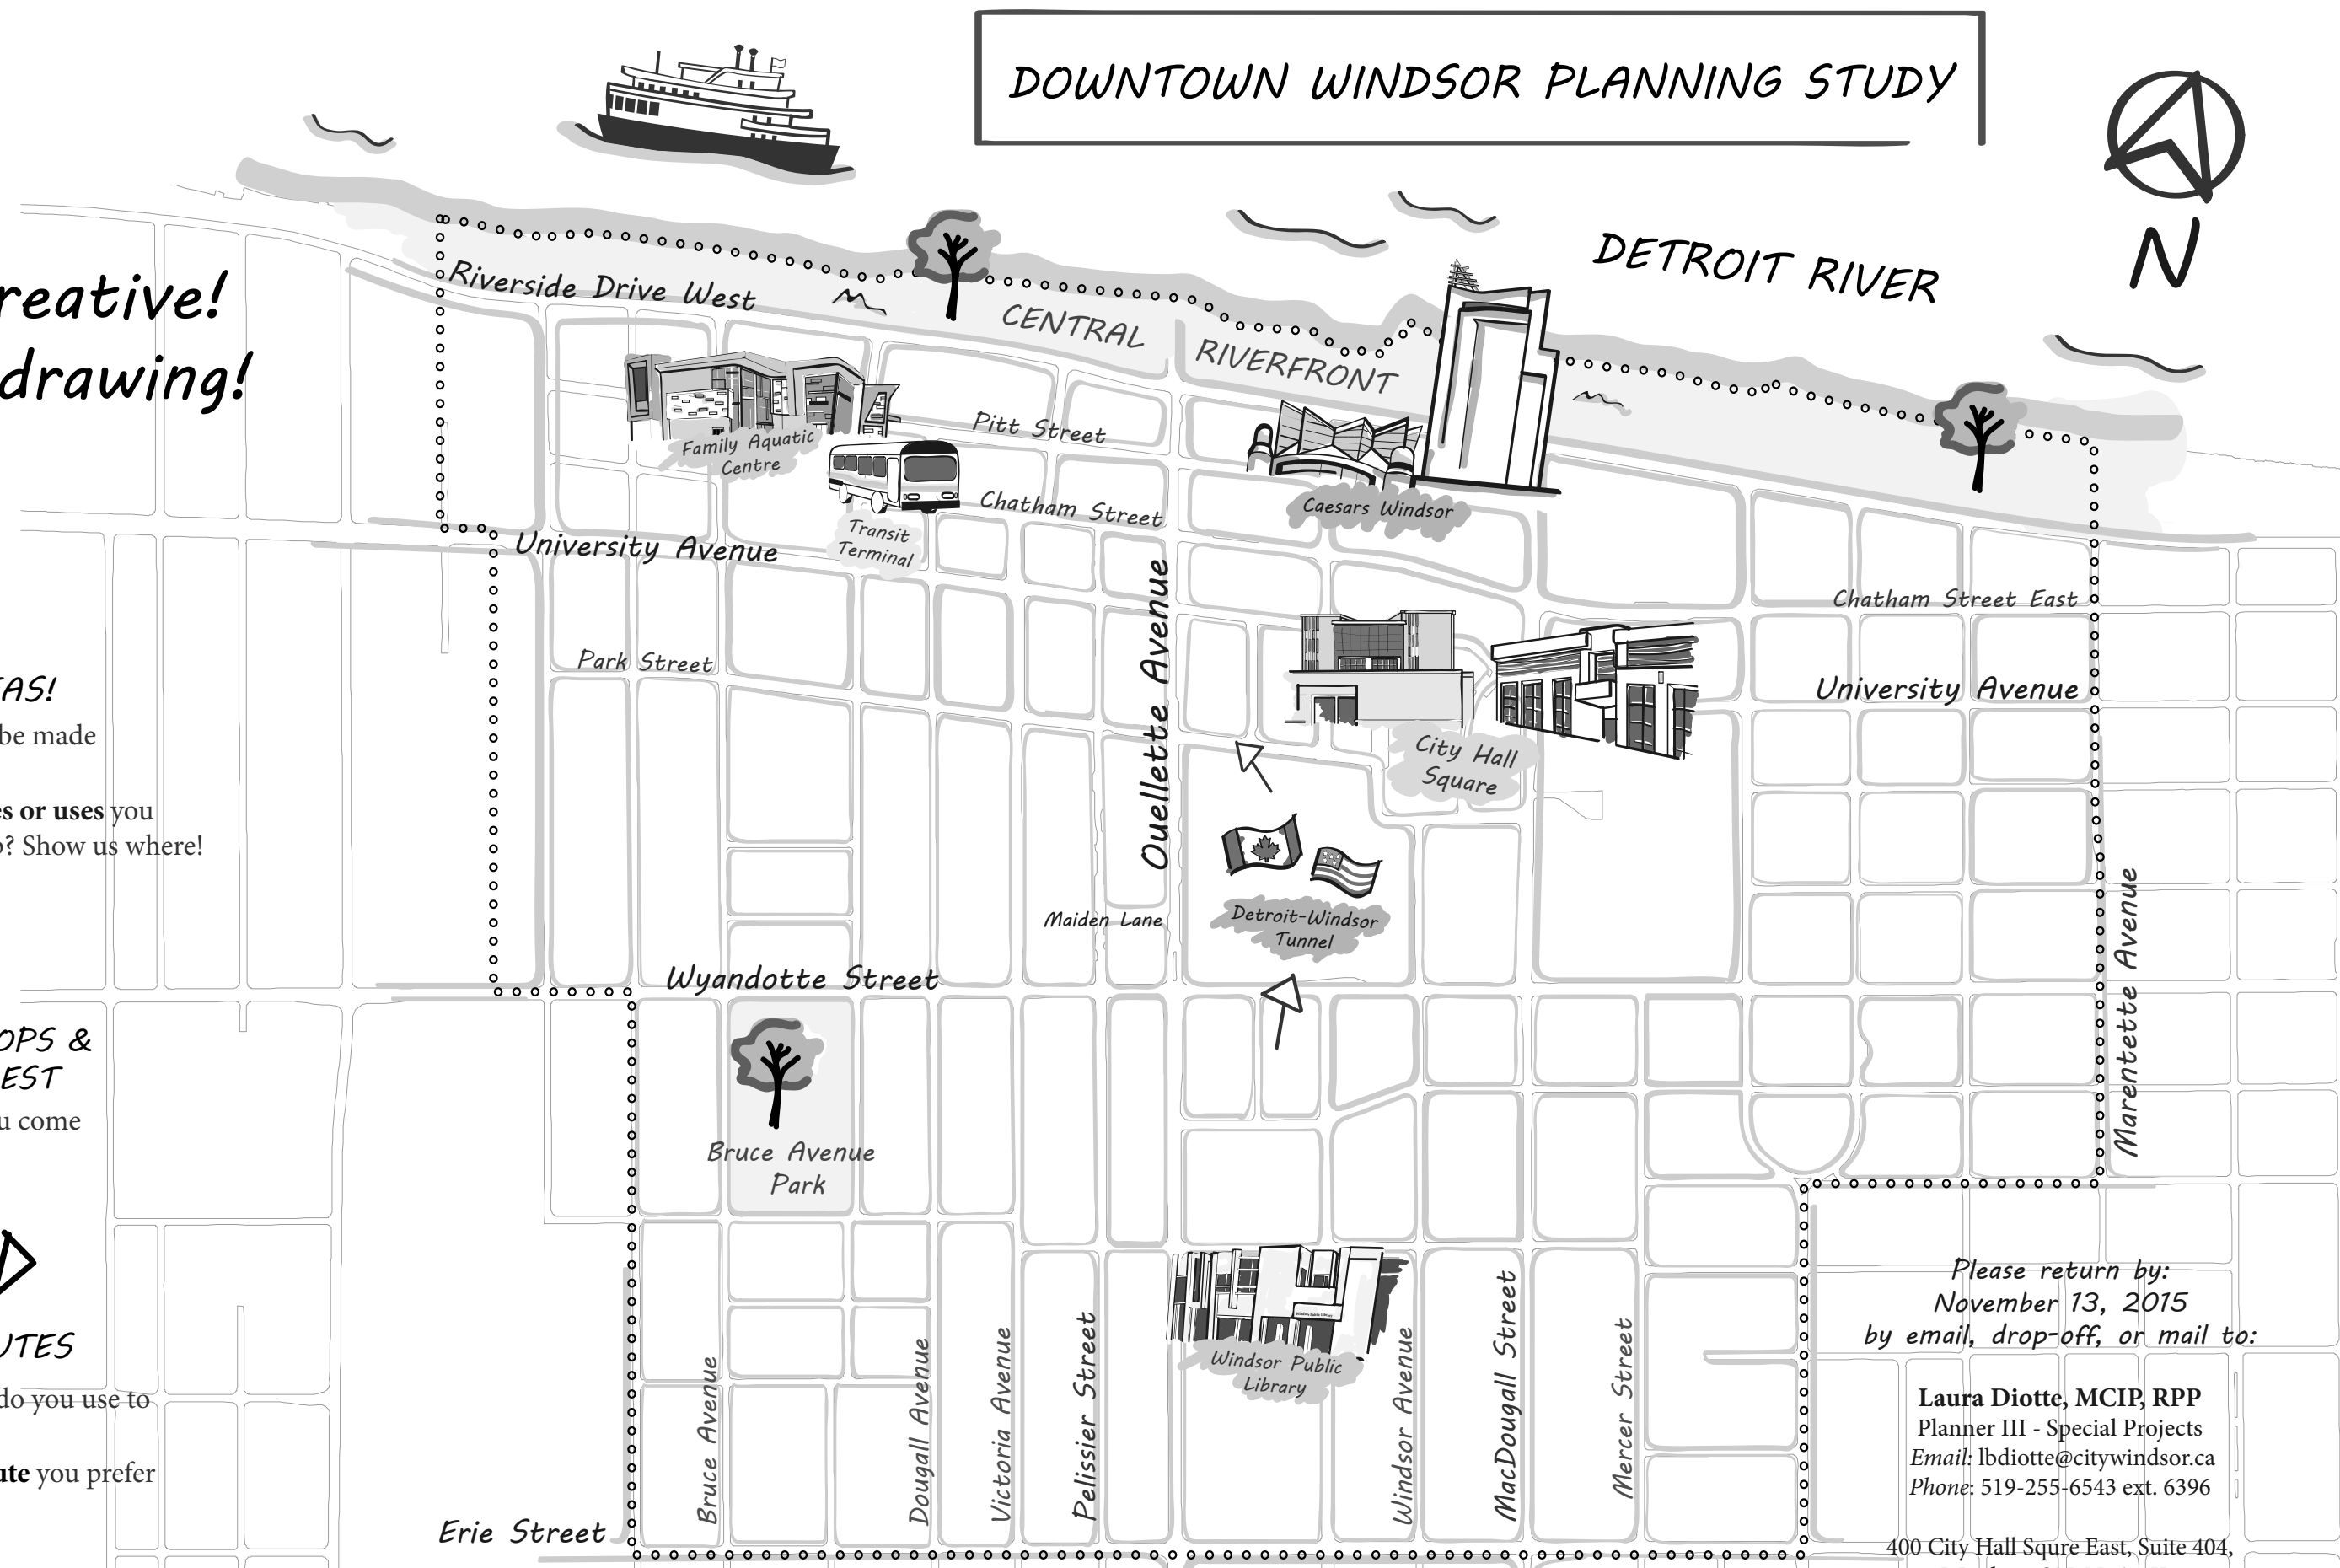 DOWNTOWN WINDSOR PLANNING STUDY
N
DETROIT RIVER
reative!
drawing!
Riverside Drive West
CENTRAL
RIVERFRONT
Pitt Street
Family Aquatic
Centre
Caesars Windsor
Chatham Street
Transit
Terminal
University Avenue
Chatham Street East
Park Street
University Avenue
EAS!
be made
es or uses you
o? Show us where!
City Hall
Square
Ouellette Avenue
Maiden Lane
Detroit-Windsor
Tunnel
Wyandotte Street
Marentette Avenue
OPS &
EST
u come
Bruce Avenue
Park
UTES
do you use to
ute you prefer
Windsor Public Library
Windsor Public
Library
Bruce Avenue
Dougall Avenue
Victoria Avenue
Pelissier Street
Windsor Avenue
MacDougall Street
Mercer Street
Erie Street
Please return by:
November 13, 2015
by email, drop-off, or mail to:
Laura Diotte, MCIP, RPP
Planner III - Special Projects
Email: lbdiotte@citywindsor.ca
Phone: 519-255-6543 ext. 6396
400 City Hall Squre East, Suite 404,